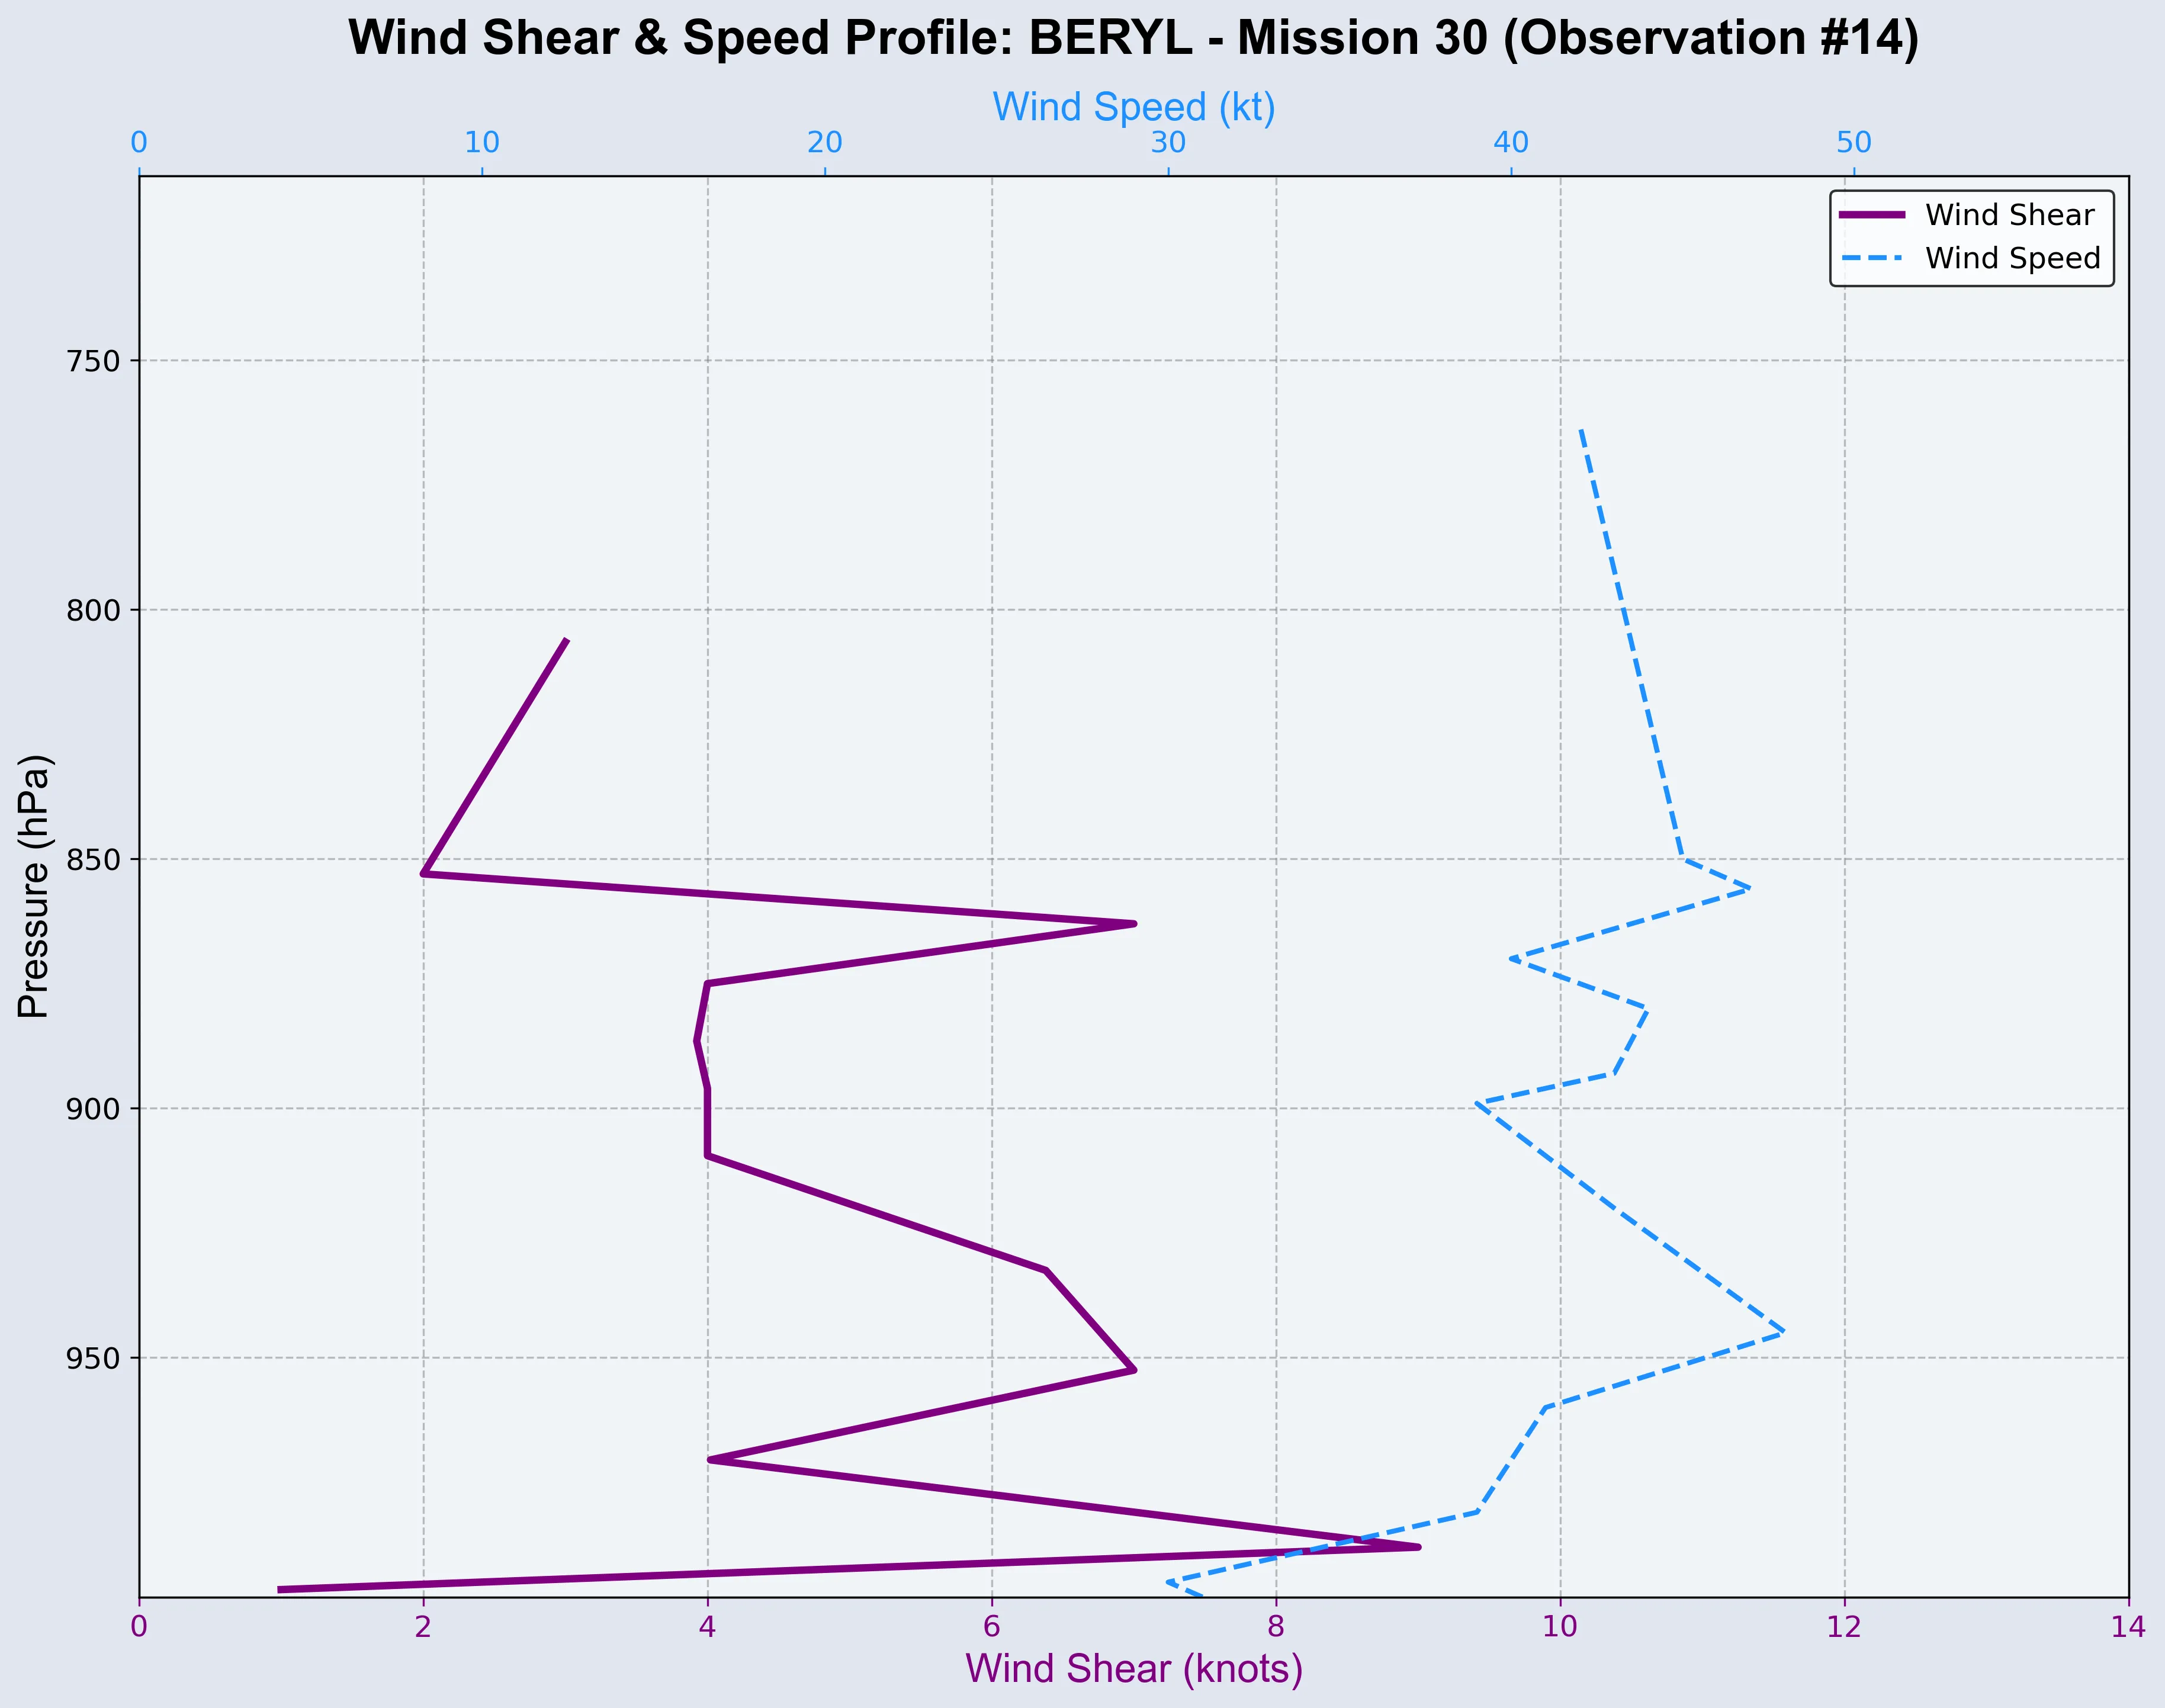 Wind Shear & Speed Profile: BERYL - Mission 30 (Observation #14)
Wind Speed (kt)
0 10 20 30 40 50
Wind Shear
Wind Speed
750
800
850
900
950
Pressure (hPa)
0 2 4 6 8 10 12 14
Wind Shear (knots)